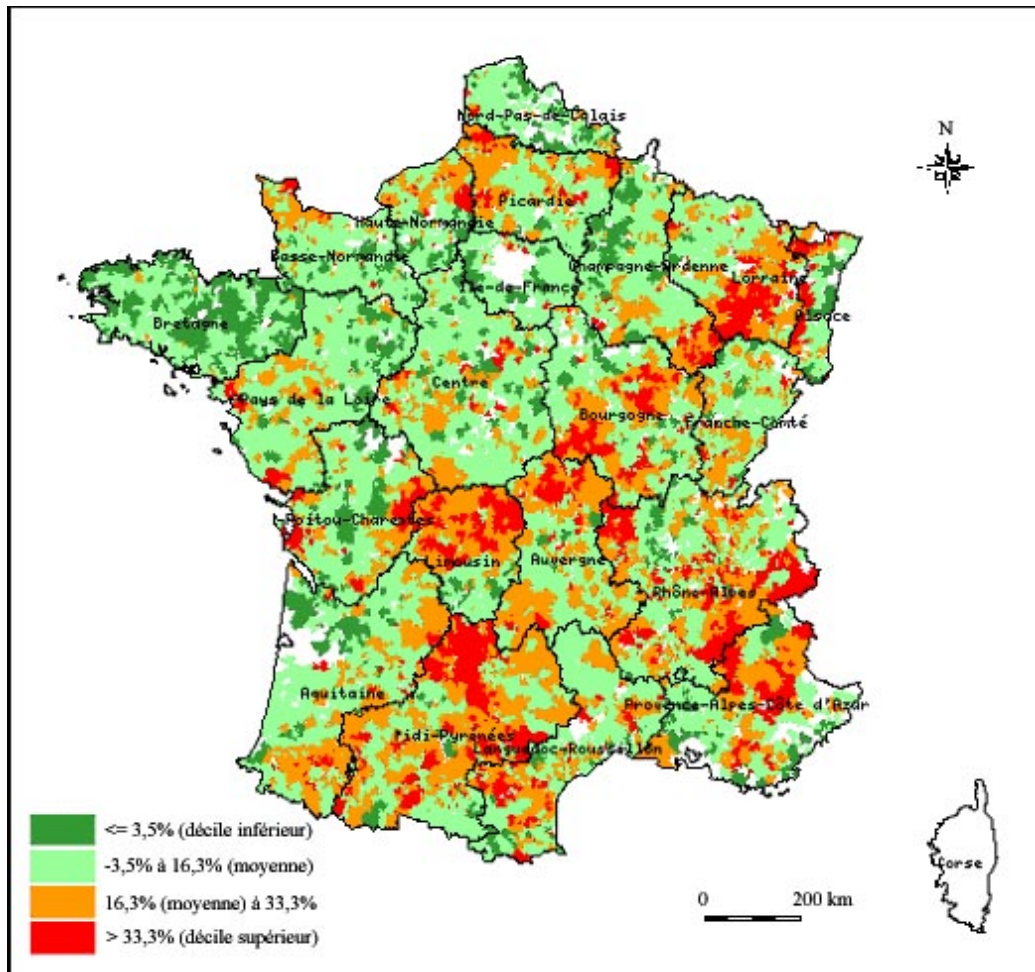 N
Nord-Pas-de-Calais
Picardie
Haute-Normandie
Basse-Normandie
Île-de-France
Champagne-Ardenne
Lorraine
Alsace
Bretagne
Pays de la Loire
Centre
Bourgogne
Franche-Comté
Poitou-Charentes
Limousin
Auvergne
Rhône-Alpes
Aquitaine
Midi-Pyrenées
Languedoc-Roussillon
Provence-Alpes-Côte d'Azur
Corse
<= 3,5% (décile inférieur)
-3,5% à 16,3% (moyenne)
16,3% (moyenne) à 33,3%
> 33,3% (décile supérieur)
0 200 km